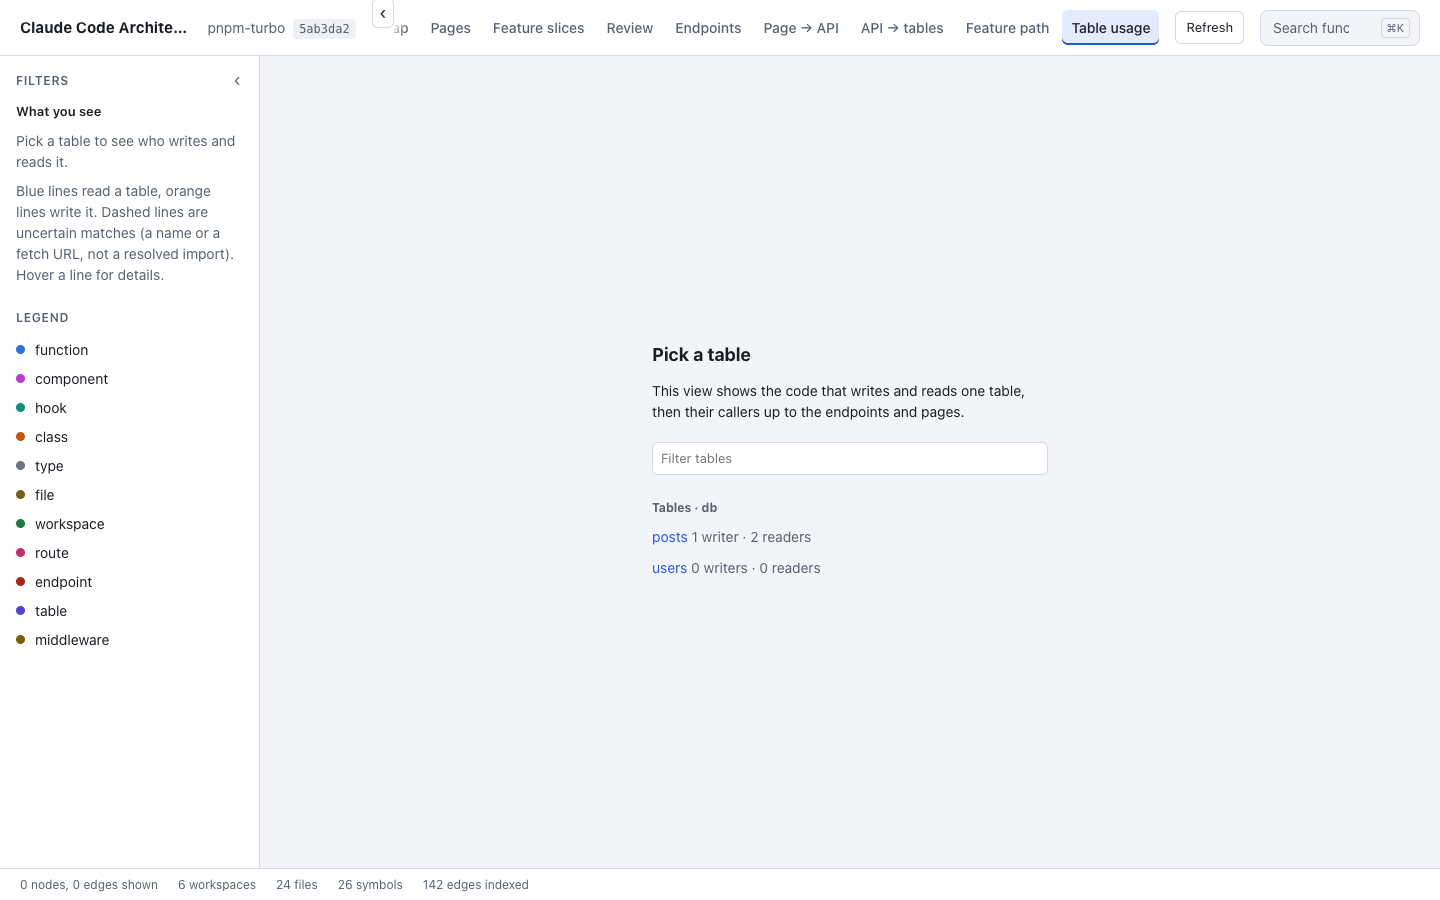 Claude Code Archite...
pnpm-turbo 5ab3da2
‹
ap Pages Feature slices Review Endpoints Page → API API → tables Feature path Table usage
Refresh
Search func ⌘K
FILTERS ‹
What you see
Pick a table to see who writes and
reads it.
Blue lines read a table, orange
lines write it. Dashed lines are
uncertain matches (a name or a
fetch URL, not a resolved import).
Hover a line for details.
LEGEND
function
component
hook
class
type
file
workspace
route
endpoint
table
middleware
Pick a table
This view shows the code that writes and reads one table,
then their callers up to the endpoints and pages.
Filter tables
Tables · db
posts 1 writer · 2 readers
users 0 writers · 0 readers
0 nodes, 0 edges shown 6 workspaces 24 files 26 symbols 142 edges indexed